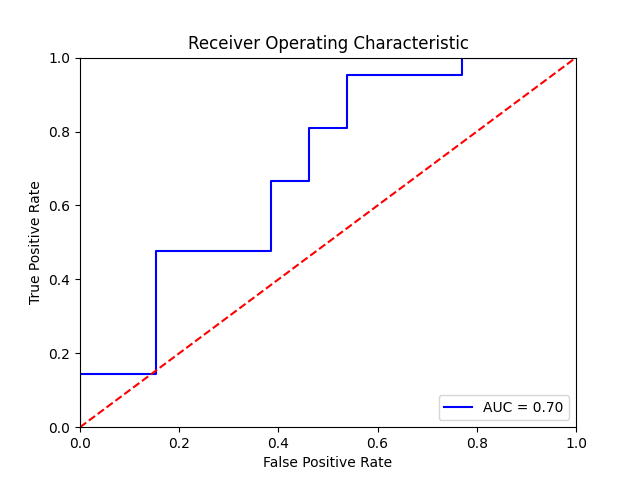 Receiver Operating Characteristic
1.0
0.8
0.6
0.4
0.2
0.0
True Positive Rate
AUC = 0.70
0.0 0.2 0.4 0.6 0.8 1.0
False Positive Rate